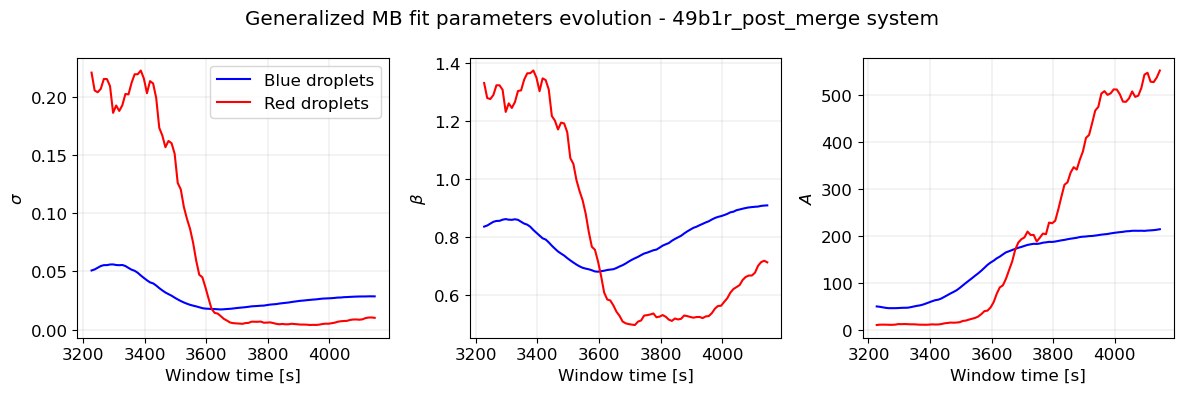 Generalized MB fit parameters evolution - 49b1r_post_merge system
σ
0.20
0.15
0.10
0.05
0.00
Blue droplets
Red droplets
3200 3400 3600 3800 4000
Window time [s]
β
1.4
1.2
1.0
0.8
0.6
3200 3400 3600 3800 4000
Window time [s]
A
500
400
300
200
100
0
3200 3400 3600 3800 4000
Window time [s]